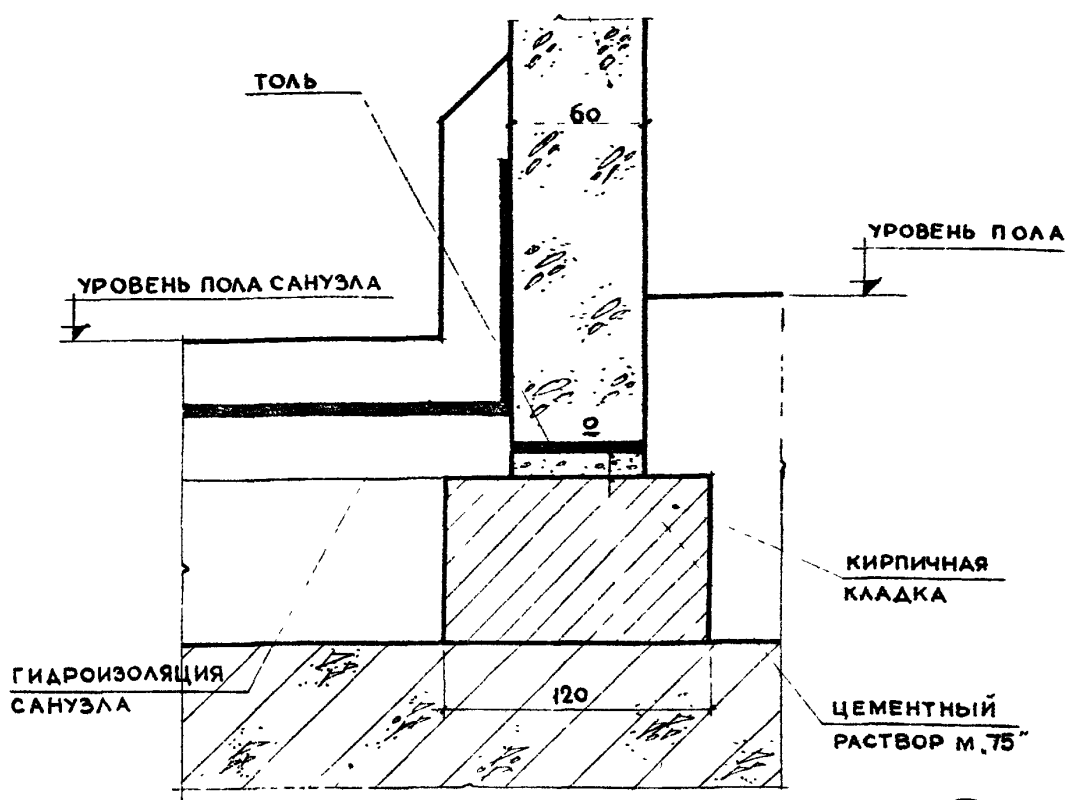 ТОЛЬ
60
УРОВЕНЬ ПОЛА
УРОВЕНЬ ПОЛА САНУЗЛА
10
КИРПИЧНАЯ
КЛАДКА
ГИДРОИЗОЛЯЦИЯ
САНУЗЛА
120
ЦЕМЕНТНЫЙ
РАСТВОР М„75"